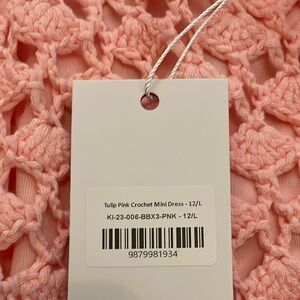 Tulip Pink Crochet Mini Dress - 12/L
KI-23-006-BBX3-PNK - 12/L
9879981934